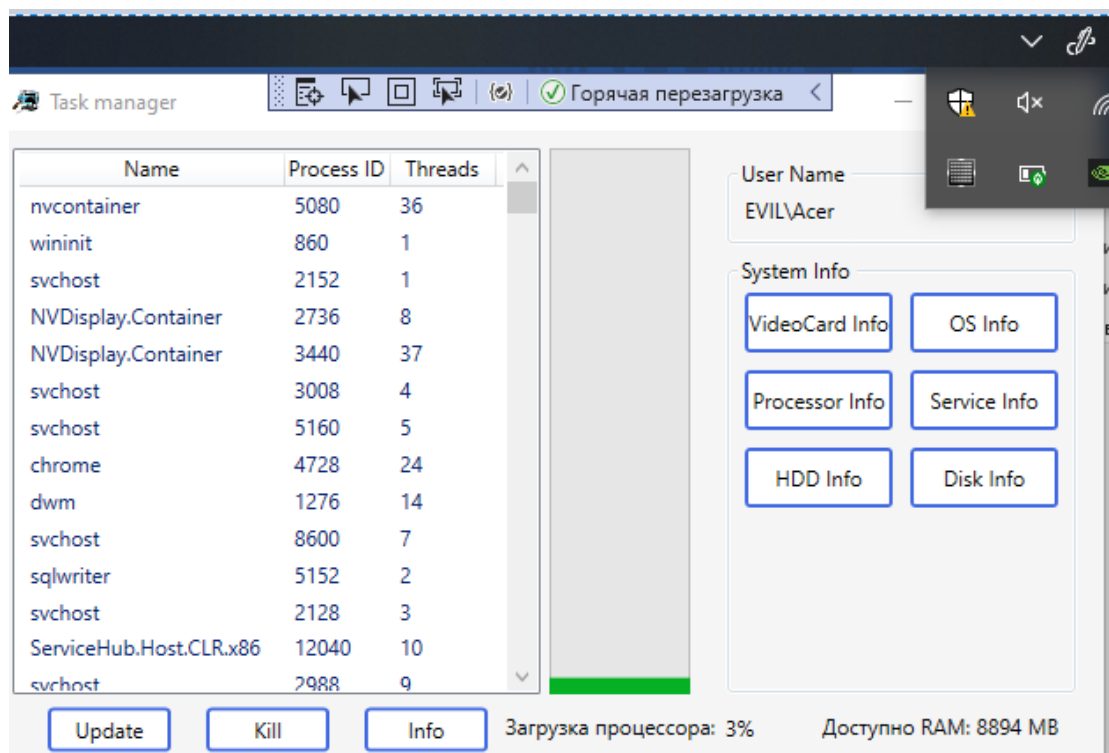 Task manager
Горячая перезагрузка
Name Process ID Threads
nvcontainer 5080 36
wininit 860 1
svchost 2152 1
NVDisplay.Container 2736 8
NVDisplay.Container 3440 37
svchost 3008 4
svchost 5160 5
chrome 4728 24
dwm 1276 14
svchost 8600 7
sqlwriter 5152 2
svchost 2128 3
ServiceHub.Host.CLR.x86 12040 10
svchost 2988 9
Update Kill Info
Загрузка процессора: 3%
Доступно RAM: 8894 MB
User Name
EVIL\Acer
System Info
VideoCard Info OS Info
Processor Info Service Info
HDD Info Disk Info